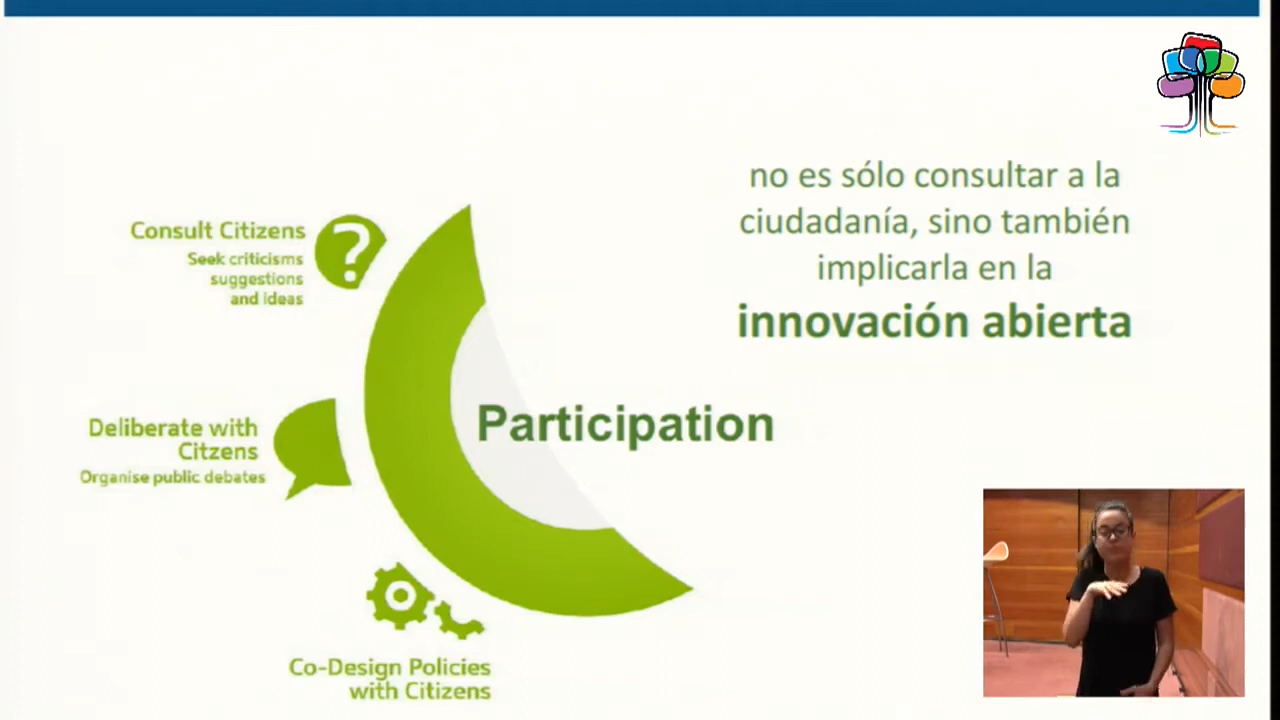 no es sólo consultar a la
ciudadanía, sino también
implicarla en la
innovación abierta
Consult Citizens
Seek criticisms
suggestions
and ideas
?
Participation
Deliberate with
Citzens
Organise public debates
Co-Design Policies
with Citizens